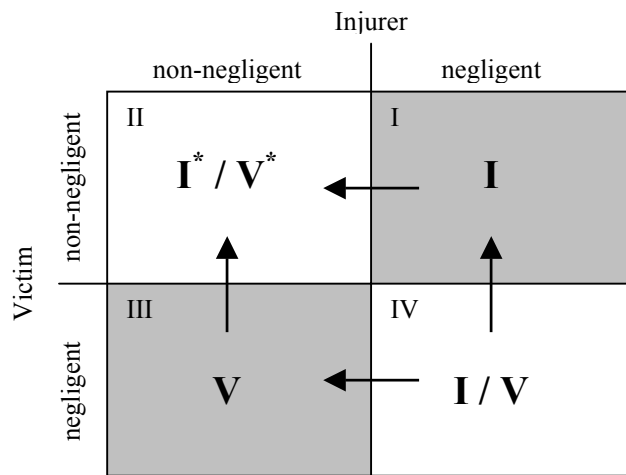 Injurer
non-negligent negligent
II I
I* / V* I
non-negligent
Victim
III IV
V I / V
negligent